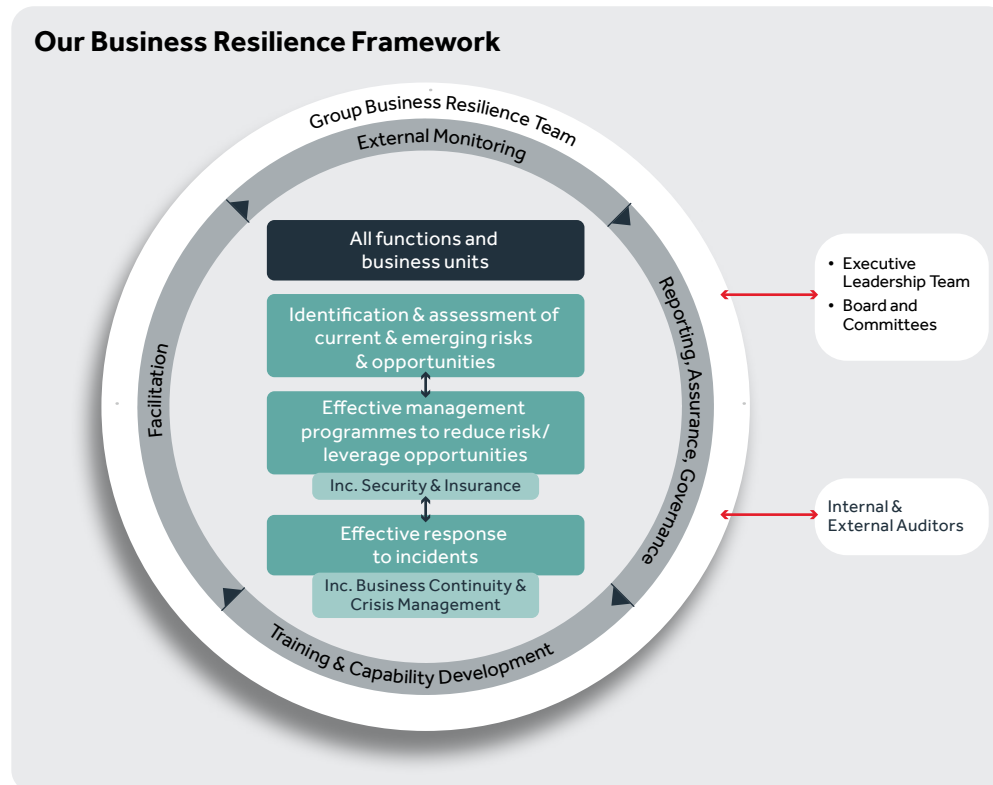 Our Business Resilience Framework
Group Business Resilience Team
External Monitoring
Facilitation
Reporting, Assurance, Governance
Training & Capability Development
All functions and
business units
Identification & assessment of
current & emerging risks
& opportunities
Effective management
programmes to reduce risk/
leverage opportunities
Inc. Security & Insurance
Effective response
to incidents
Inc. Business Continuity &
Crisis Management
• Executive
Leadership Team
• Board and
Committees
Internal &
External Auditors